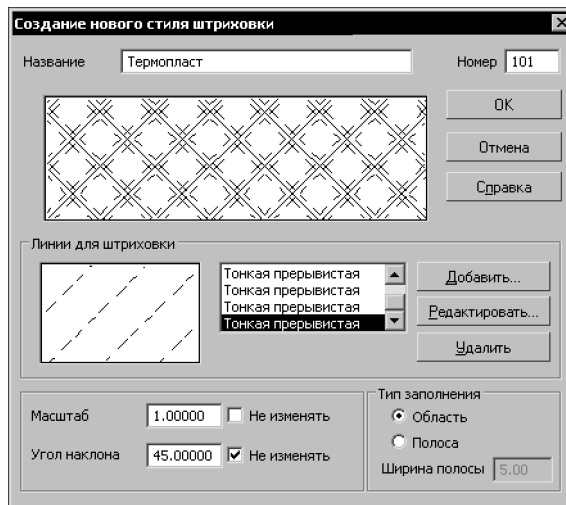 Создание нового стиля штриховки
Название Термопласт Номер 101
OK
Отмена
Справка
Линии для штриховки
Тонкая прерывистая
Тонкая прерывистая
Тонкая прерывистая
Тонкая прерывистая
Добавить...
Редактировать...
Удалить
Масштаб 1.00000 Не изменять
Угол наклона 45.00000 Не изменять
Тип заполнения
Область
Полоса
Ширина полосы 5.00